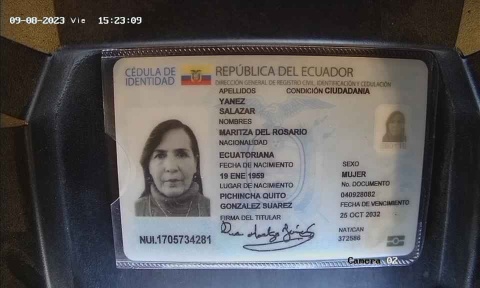 09-08-2023 Vie 15:23:09
CÉDULA DE IDENTIDAD
REPÚBLICA DEL ECUADOR
DIRECCIÓN GENERAL DE REGISTRO CIVIL, IDENTIFICACIÓN Y CEDULACIÓN
APELLIDOS CONDICIÓN CIUDADANIA
YANEZ
SALAZAR
NOMBRES
MARITZA DEL ROSARIO
NACIONALIDAD
ECUATORIANA
FECHA DE NACIMIENTO SEXO
19 ENE 1959 MUJER
LUGAR DE NACIMIENTO No. DOCUMENTO
PICHINCHA QUITO 040928082
GONZALEZ SUAREZ FECHA DE VENCIMIENTO
FIRMA DEL TITULAR 25 OCT 2032
NAT/CAN
NUI.1705734281 372586
Camera 02